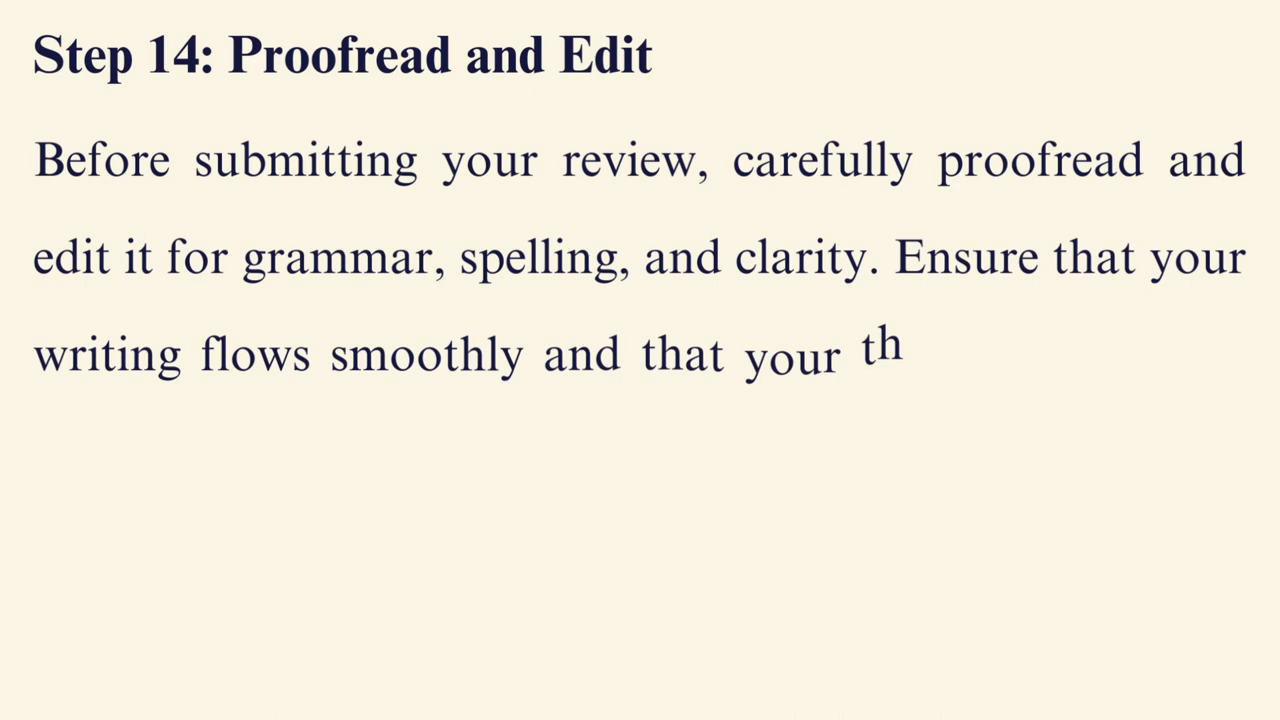 Step 14: Proofread and Edit
Before submitting your review, carefully proofread and
edit it for grammar, spelling, and clarity. Ensure that your
writing flows smoothly and that your th